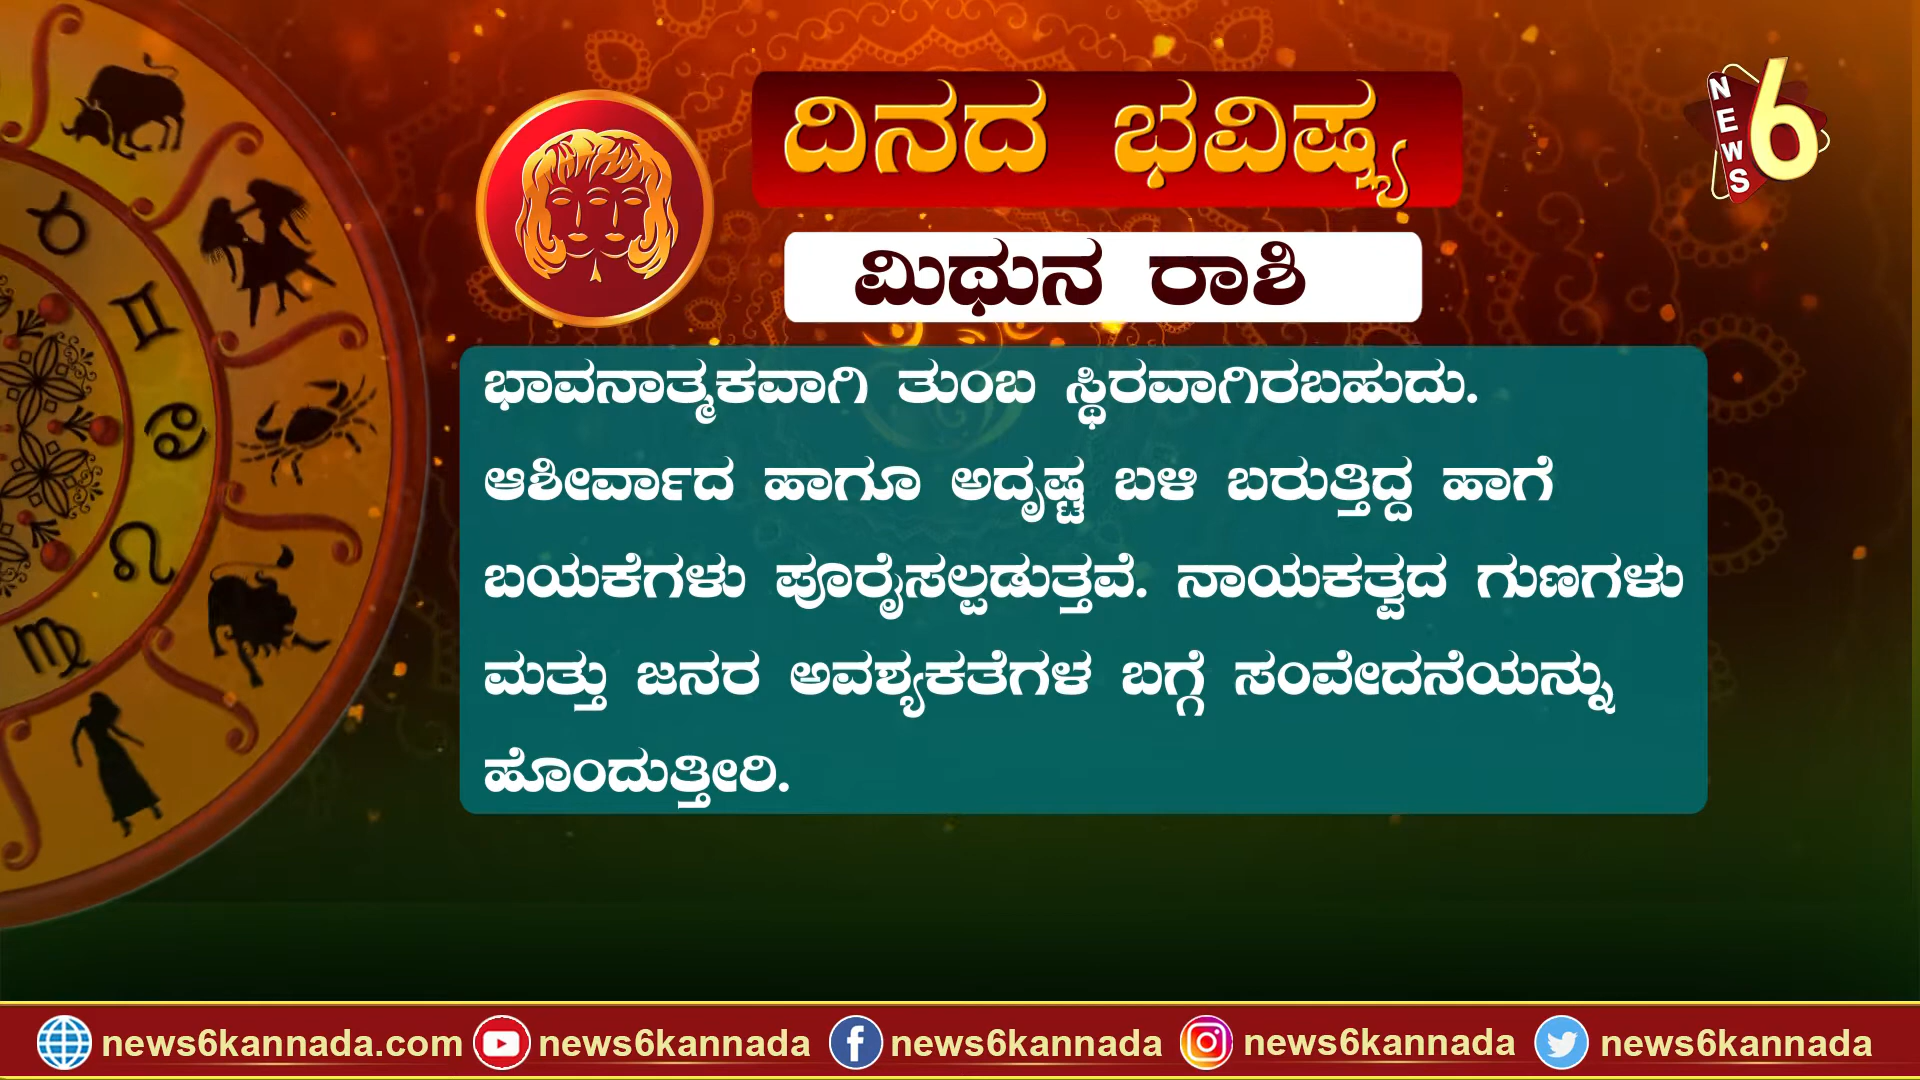 ದಿನದ ಭವಿಷ್ಯ
NEWS 6
ಮಿಥುನ ರಾಶಿ
ಭಾವನಾತ್ಮಕವಾಗಿ ತುಂಬ ಸ್ಥಿರವಾಗಿರಬಹುದು.
ಆಶೀರ್ವಾದ ಹಾಗೂ ಅದೃಷ್ಟ ಬಳಿ ಬರುತ್ತಿದ್ದ ಹಾಗೆ
ಬಯಕೆಗಳು ಪೂರೈಸಲ್ಪಡುತ್ತವೆ. ನಾಯಕತ್ವದ ಗುಣಗಳು
ಮತ್ತು ಜನರ ಅವಶ್ಯಕತೆಗಳ ಬಗ್ಗೆ ಸಂವೇದನೆಯನ್ನು
ಹೊಂದುತ್ತೀರಿ.
news6kannada.com news6kannada news6kannada news6kannada news6kannada